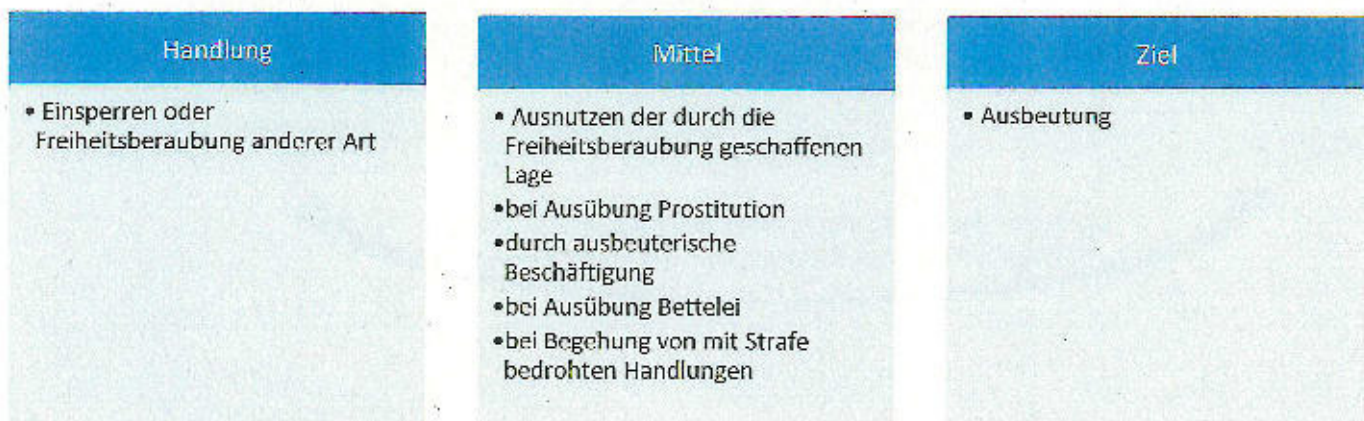 Handlung
• Einsperren oder
Freiheitsberaubung anderer Art
Mittel
• Ausnutzen der durch die
Freiheitsberaubung geschaffenen
Lage
•bei Ausübung Prostitution
•durch ausbeuterische
Beschäftigung
•bei Ausübung Bettelei
•bei Begehung von mit Strafe
bedrohten Handlungen
Ziel
• Ausbeutung